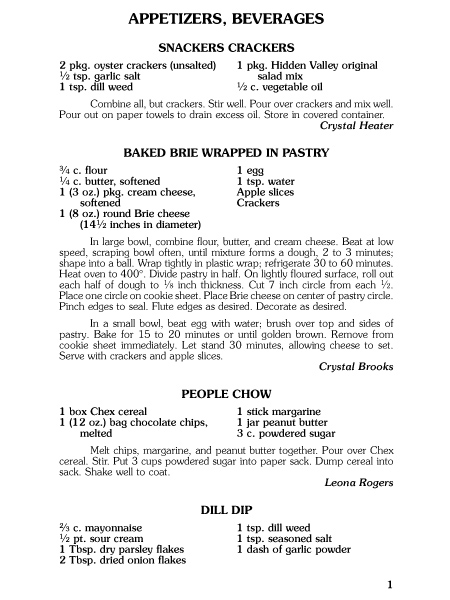 APPETIZERS, BEVERAGES
SNACKERS CRACKERS
2 pkg. oyster crackers (unsalted)
½ tsp. garlic salt
1 tsp. dill weed
1 pkg. Hidden Valley original
salad mix
½ c. vegetable oil
Combine all, but crackers. Stir well. Pour over crackers and mix well.
Pour out on paper towels to drain excess oil. Store in covered container.
Crystal Heater
BAKED BRIE WRAPPED IN PASTRY
¾ c. flour
¼ c. butter, softened
1 (3 oz.) pkg. cream cheese,
softened
1 (8 oz.) round Brie cheese
(14½ inches in diameter)
1 egg
1 tsp. water
Apple slices
Crackers
In large bowl, combine flour, butter, and cream cheese. Beat at low
speed, scraping bowl often, until mixture forms a dough, 2 to 3 minutes;
shape into a ball. Wrap tightly in plastic wrap; refrigerate 30 to 60 minutes.
Heat oven to 400°. Divide pastry in half. On lightly floured surface, roll out
each half of dough to ⅛ inch thickness. Cut 7 inch circle from each ½.
Place one circle on cookie sheet. Place Brie cheese on center of pastry circle.
Pinch edges to seal. Flute edges as desired. Decorate as desired.
In a small bowl, beat egg with water; brush over top and sides of
pastry. Bake for 15 to 20 minutes or until golden brown. Remove from
cookie sheet immediately. Let stand 30 minutes, allowing cheese to set.
Serve with crackers and apple slices.
Crystal Brooks
PEOPLE CHOW
1 box Chex cereal
1 (12 oz.) bag chocolate chips,
melted
1 stick margarine
1 jar peanut butter
3 c. powdered sugar
Melt chips, margarine, and peanut butter together. Pour over Chex
cereal. Stir. Put 3 cups powdered sugar into paper sack. Dump cereal into
sack. Shake well to coat.
Leona Rogers
DILL DIP
⅔ c. mayonnaise
½ pt. sour cream
1 Tbsp. dry parsley flakes
2 Tbsp. dried onion flakes
1 tsp. dill weed
1 tsp. seasoned salt
1 dash of garlic powder
1